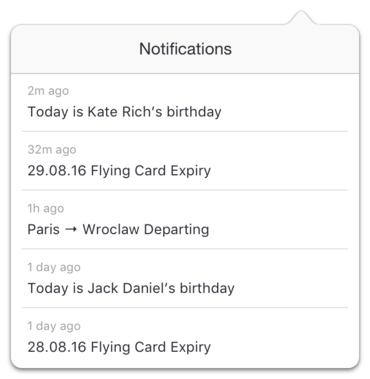 Notifications
2m ago
Today is Kate Rich's birthday
32m ago
29.08.16 Flying Card Expiry
1h ago
Paris → Wroclaw Departing
1 day ago
Today is Jack Daniel's birthday
1 day ago
28.08.16 Flying Card Expiry